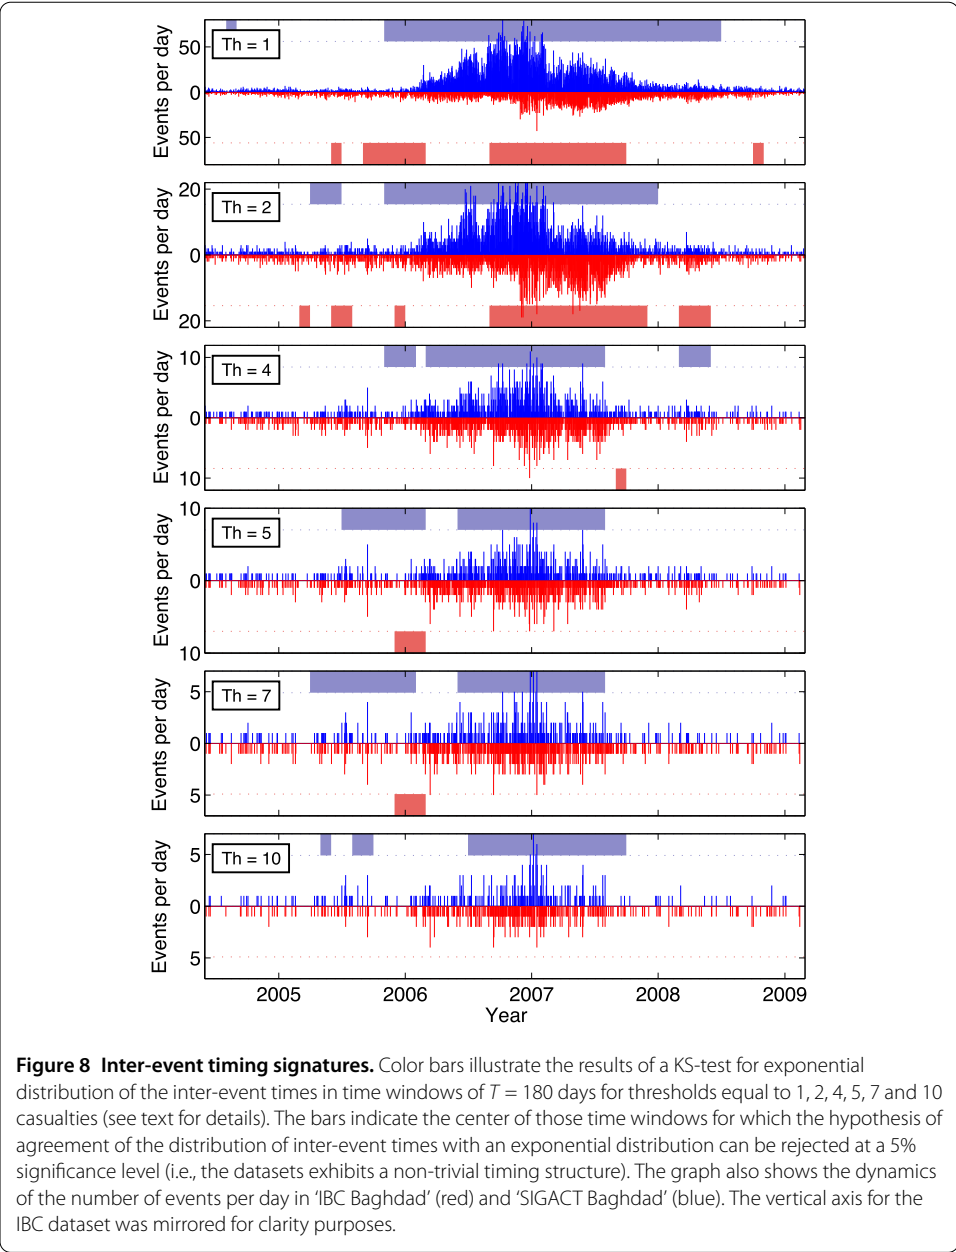 Events per day
50
0
50
Th = 1
Events per day
20
0
20
Th = 2
Events per day
10
0
10
Th = 4
Events per day
10
0
10
Th = 5
Events per day
5
0
5
Th = 7
Events per day
5
0
5
Th = 10
2005 2006 2007 2008 2009
Year
Figure 8 Inter-event timing signatures. Color bars illustrate the results of a KS-test for exponential
distribution of the inter-event times in time windows of T = 180 days for thresholds equal to 1, 2, 4, 5, 7 and 10
casualties (see text for details). The bars indicate the center of those time windows for which the hypothesis of
agreement of the distribution of inter-event times with an exponential distribution can be rejected at a 5%
significance level (i.e., the datasets exhibits a non-trivial timing structure). The graph also shows the dynamics
of the number of events per day in ‘IBC Baghdad’ (red) and ‘SIGACT Baghdad’ (blue). The vertical axis for the
IBC dataset was mirrored for clarity purposes.